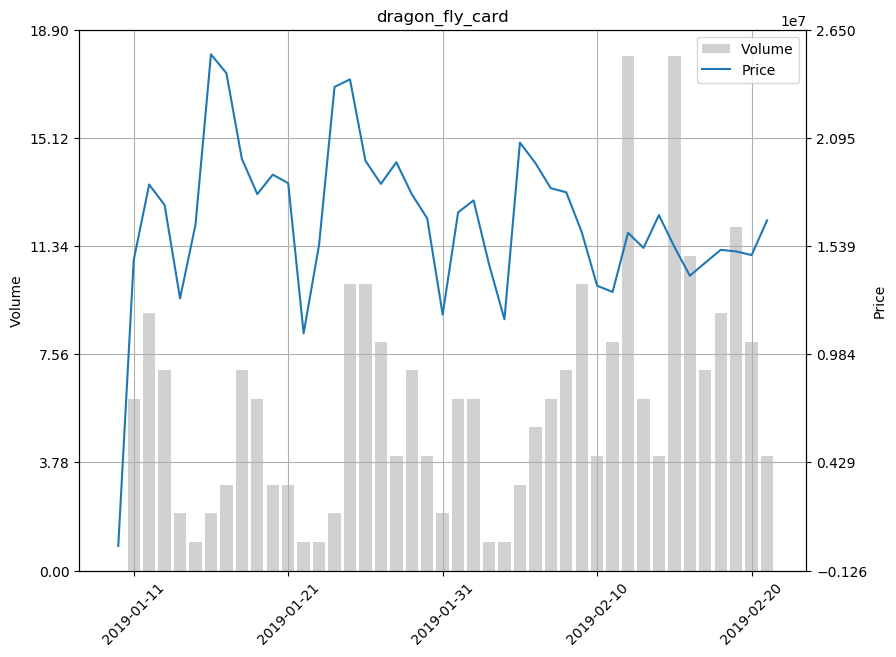 dragon_fly_card
1e7
18.90
15.12
11.34
7.56
3.78
0.00
Volume
2.650
2.095
1.539
0.984
0.429
−0.126
Price
Volume
Price
2019-01-11
2019-01-21
2019-01-31
2019-02-10
2019-02-20